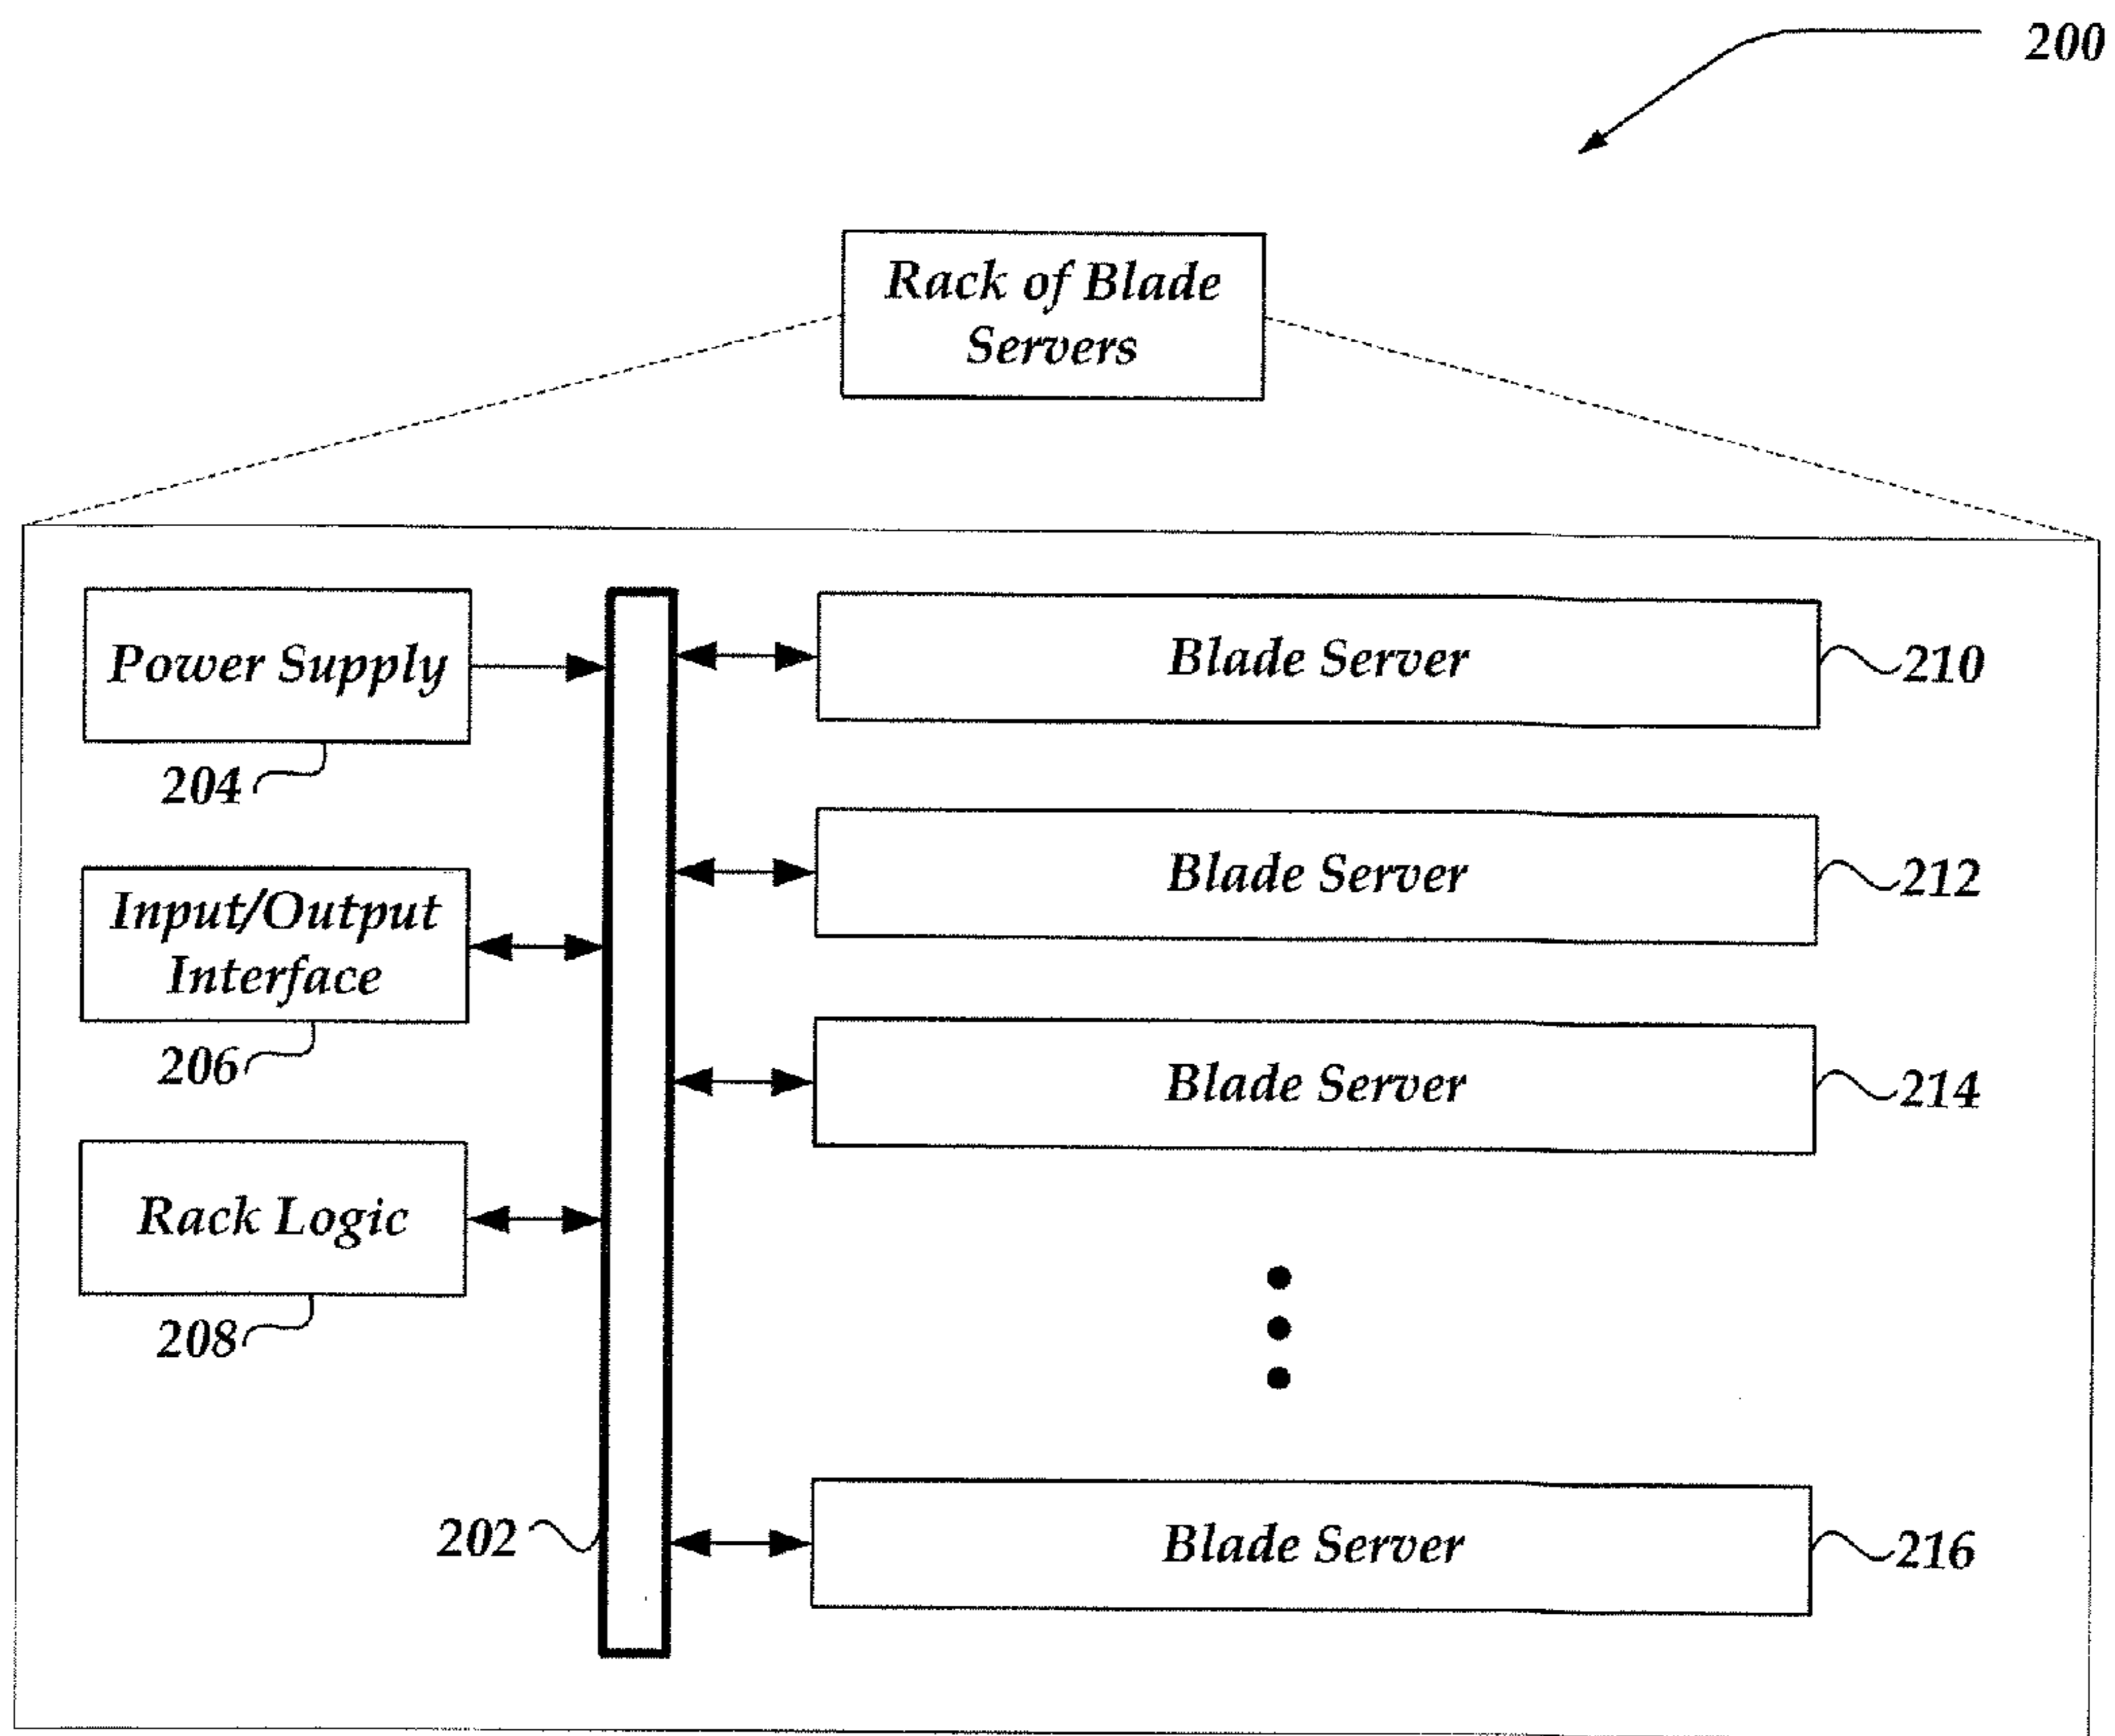 200
Rack of Blade
Servers
Power Supply
204
Input/Output
Interface
206
Rack Logic
208
202
Blade Server
210
Blade Server
212
Blade Server
214
Blade Server
216